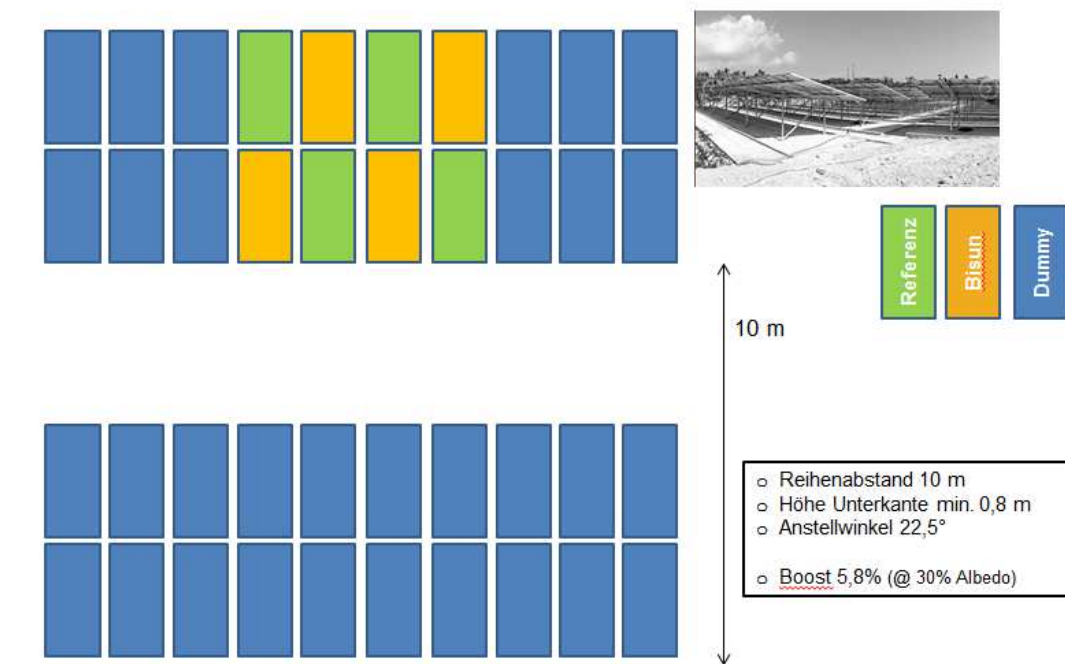 Referenz
Bisun
Dummy
10 m
o Reihenabstand 10 m
o Höhe Unterkante min. 0,8 m
o Anstellwinkel 22,5°
o Boost 5,8% (@ 30% Albedo)